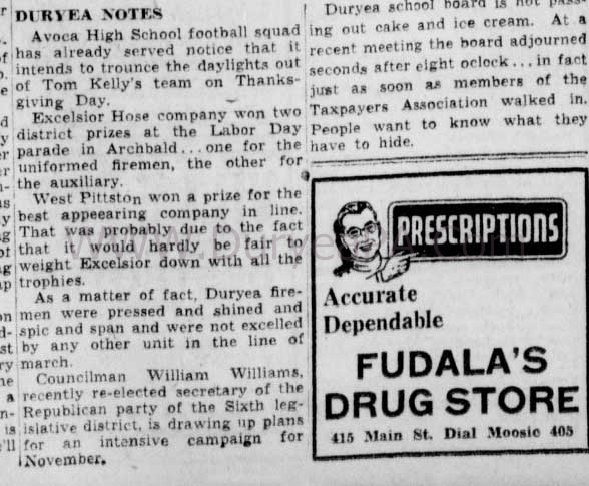 DURYEA NOTES
Avoca High School football squad
has already served notice that it
intends to trounce the daylights out
of Tom Kelly's team on Thanks-
giving Day.
Excelsior Hose company won two
district prizes at the Labor Day
parade in Archbald...one for the
uniformed firemen, the other for
the auxiliary.
West Pittston won a prize for the
best appeearing company in line.
That was probably due to the fact
that it would hardly be fair to
weight Excelsior down with all the
trophies.
As a matter of fact, Duryea fire-
men were pressed and shined and
spic and span and were not excelled
by any other unit in the line of
march.
Councilman William Williams,
recently re-elected secretary of the
Republican party of the Sixth leg-
islative district, is drawing up plans
for an intensive campaign for
November.
Duryea school board is not pass-
ing out cake and ice cream. At a
recent meeting the board adjourned
seconds after eight oclock...in fact
just as soon as members of the
Taxpayers Association walked in.
People want to know what they
have to hide.
PRESCRIPTIONS
Accurate
Dependable
FUDALA'S
DRUG STORE
415 Main St. Dial Moosic 405